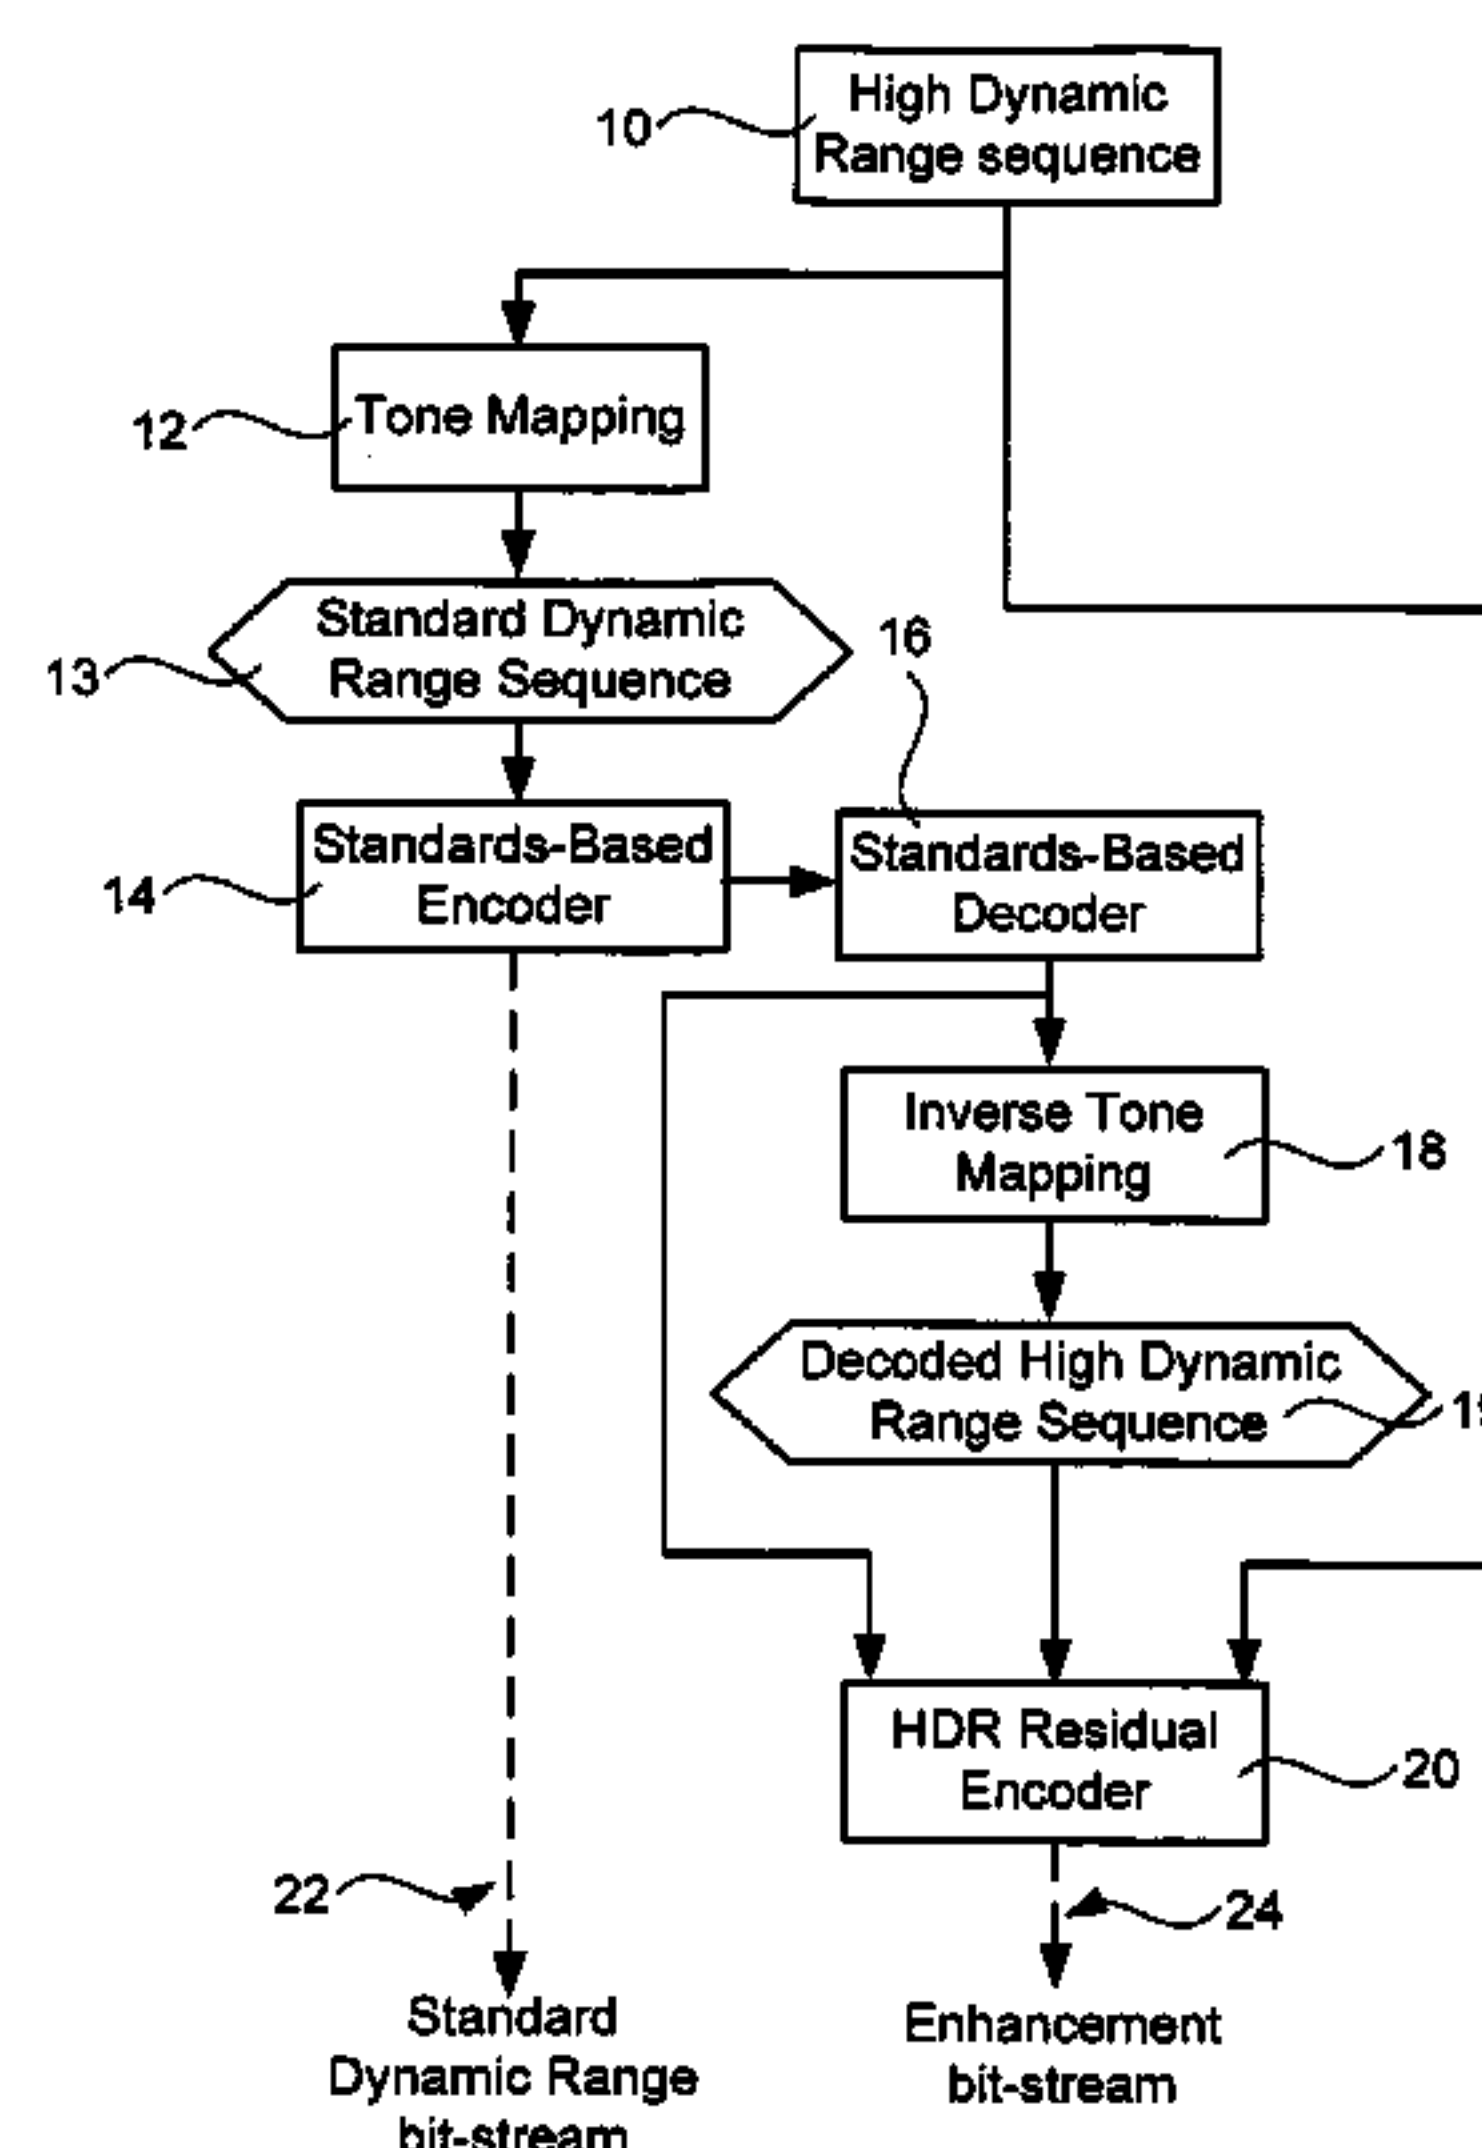 High Dynamic
Range sequence
10
Tone Mapping
12
Standard Dynamic
Range Sequence
13
16
Standards-Based
Encoder
14
Standards-Based
Decoder
Inverse Tone
Mapping
18
Decoded High Dynamic
Range Sequence
HDR Residual
Encoder
20
22
24
Standard
Dynamic Range
bit-stream
Enhancement
bit-stream